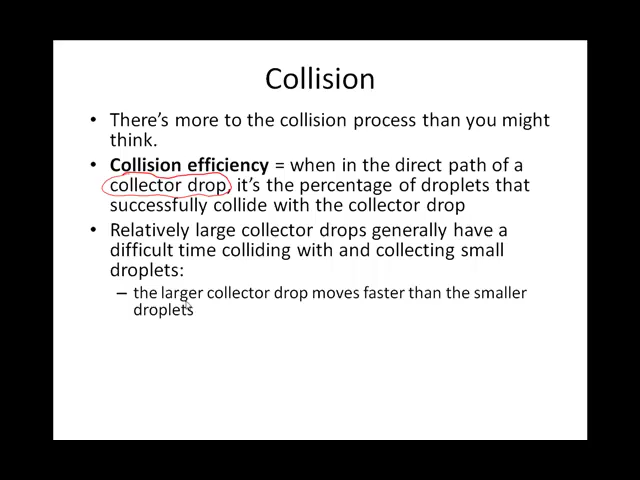 Collision
• There's more to the collision process than you might
think.
• Collision efficiency = when in the direct path of a
collector drop, it's the percentage of droplets that
successfully collide with the collector drop
• Relatively large collector drops generally have a
difficult time colliding with and collecting small
droplets:
– the larger collector drop moves faster than the smaller
droplets